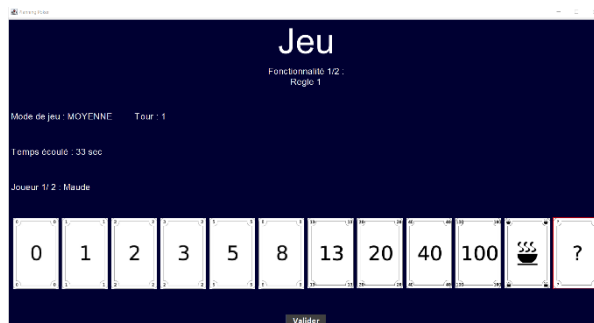 Jeu
Fonctionnalité 1/2 :
Regle 1
Mode de jeu : MOYENNE Tour : 1
Temps écoulé : 33 sec
Joueur 1/ 2 : Maude
0 1 2 3 5 8 13 20 40 100 ?
Valider